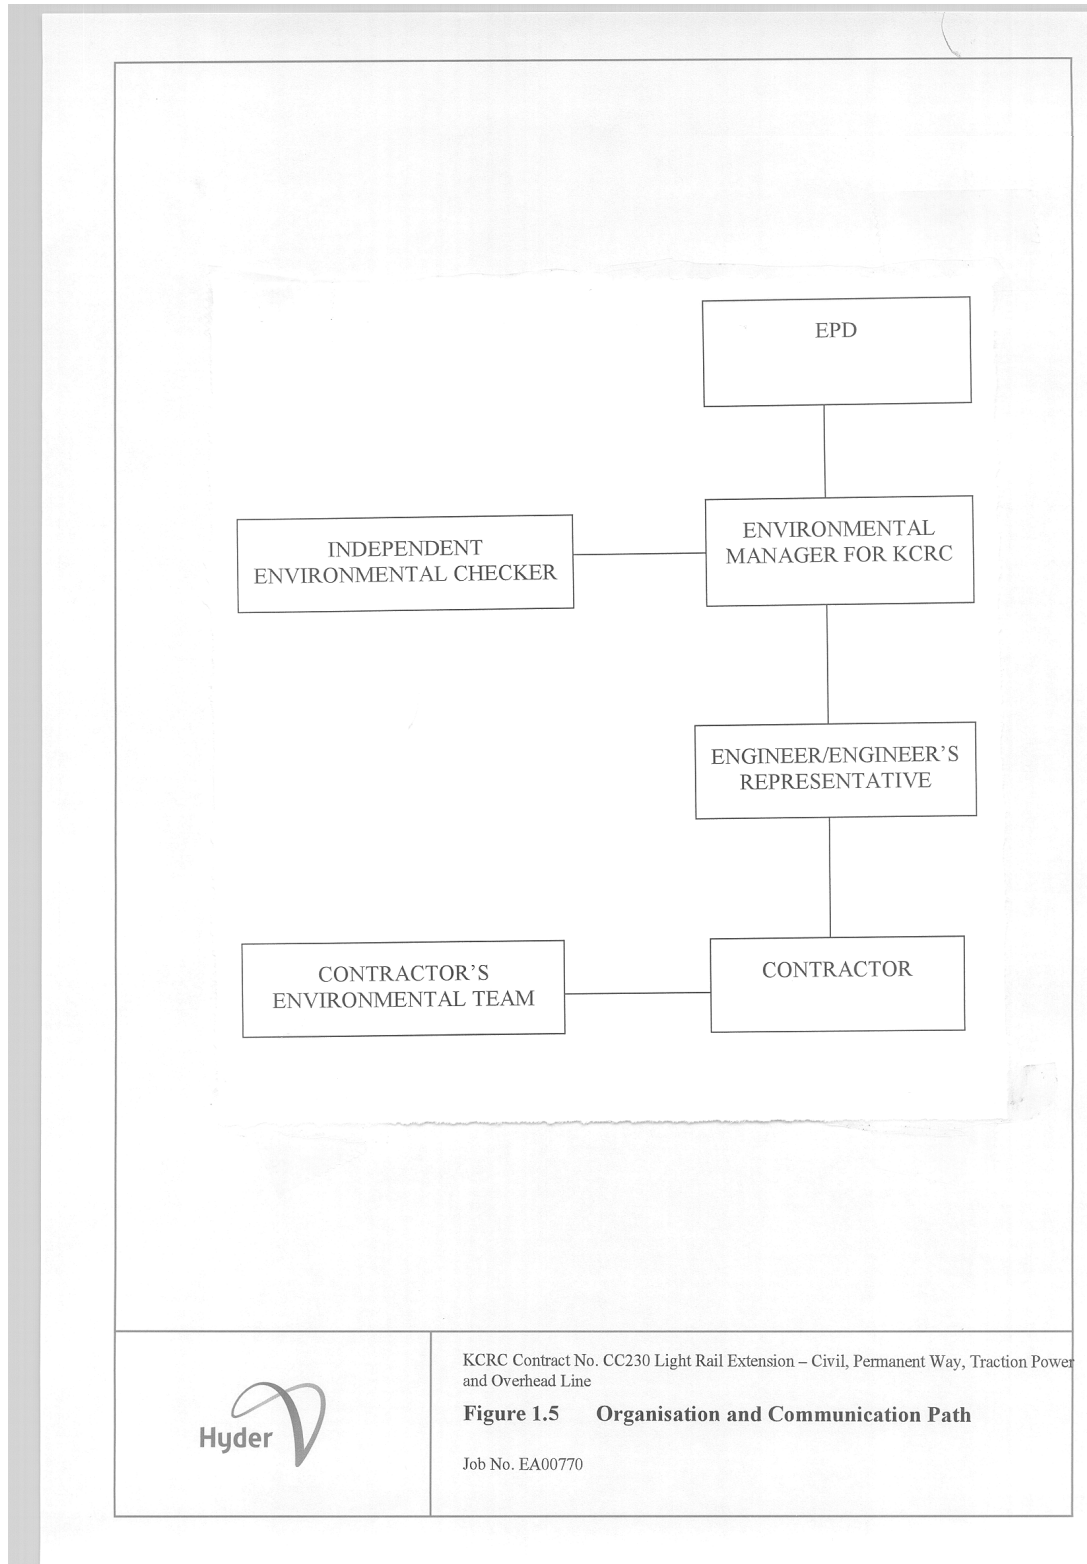 EPD
INDEPENDENT
ENVIRONMENTAL CHECKER
ENVIRONMENTAL
MANAGER FOR KCRC
ENGINEER/ENGINEER’S
REPRESENTATIVE
CONTRACTOR’S
ENVIRONMENTAL TEAM
CONTRACTOR
Hyder
KCRC Contract No. CC230 Light Rail Extension – Civil, Permanent Way, Traction Power
and Overhead Line
Figure 1.5 Organisation and Communication Path
Job No. EA00770